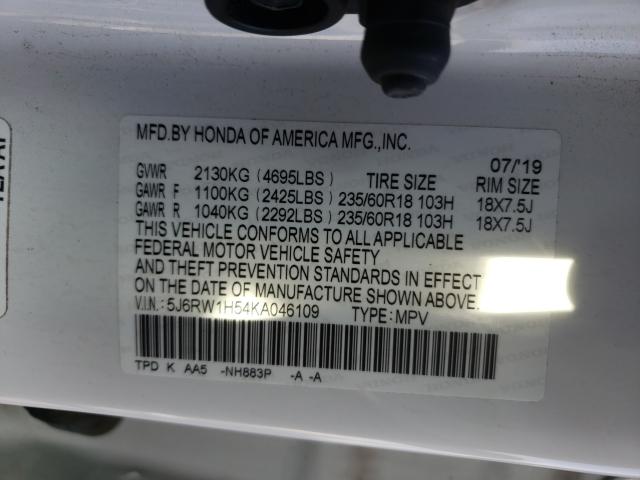 MFD.BY HONDA OF AMERICA MFG.,INC.
07/'19
GVWR 2130KG (4695LBS) TIRE SIZE RIM SIZE
GAWR F 1100KG (2425LBS) 235/60R18 103H 18X7.5J
GAWR R 1040KG (2292LBS) 235/60R18 103H 18X7.5J
THIS VEHICLE CONFORMS TO ALL APPLICABLE
FEDERAL MOTOR VEHICLE SAFETY
AND THEFT PREVENTION STANDARDS IN EFFECT
ON THE DATE OF MANUFACTURE SHOWN ABOVE.
V.I.N.: 5J6RW1H54KA046109 TYPE: MPV
TPD K AA5 -NH883P -A -A